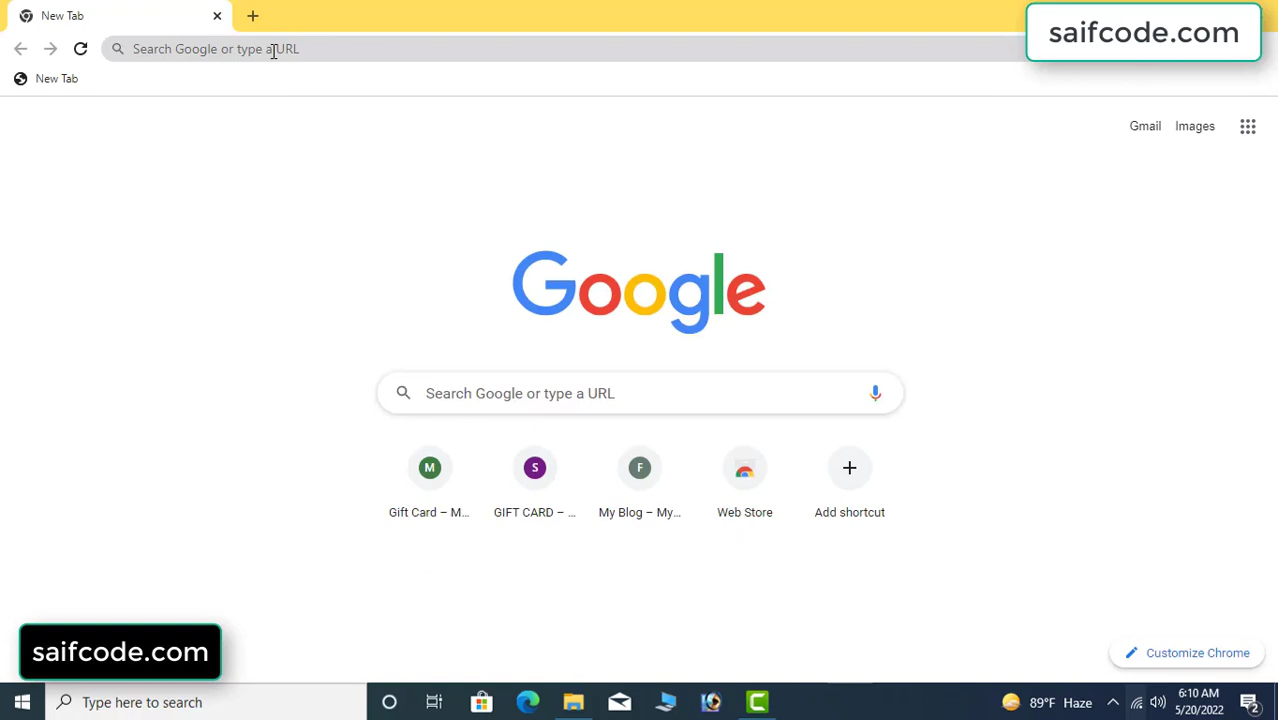 New Tab
saifcode.com
Search Google or type a URL
New Tab
Gmail Images
Google
Search Google or type a URL
M S F
Gift Card – M... GIFT CARD – ... My Blog – My... Web Store Add shortcut
saifcode.com
Customize Chrome
Type here to search
89°F Haze
6:10 AM
5/20/2022
2